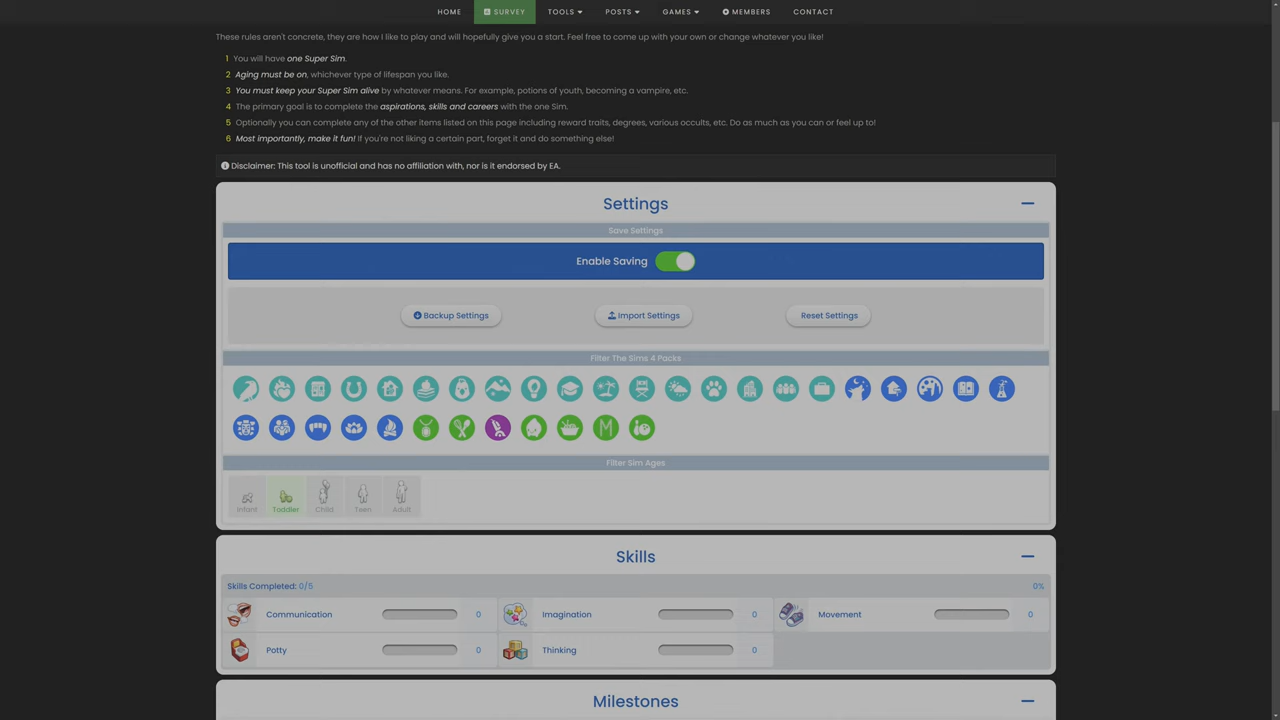 HOME SURVEY TOOLS POSTS GAMES MEMBERS CONTACT
These rules aren't concrete, they are how I like to play and will hopefully give you a start. Feel free to come up with your own or change whatever you like!
1 You will have one Super Sim.
2 Aging must be on, whichever type of lifespan you like.
3 You must keep your Super Sim alive by whatever means. For example, potions of youth, becoming a vampire, etc.
4 The primary goal is to complete the aspirations, skills and careers with the one Sim.
5 Optionally you can complete any of the other items listed on this page including reward traits, degrees, various occults, etc. Do as much as you can or feel up to!
6 Most importantly, make it fun! If you're not liking a certain part, forget it and do something else!
Disclaimer: This tool is unofficial and has no affiliation with, nor is it endorsed by EA.
Settings
Save Settings
Enable Saving
Backup Settings Import Settings Reset Settings
Filter The Sims 4 Packs
Filter Sim Ages
Infant Toddler Child Teen Adult
Skills
Skills Completed: 0/5 0%
Communication 0 Imagination 0 Movement 0
Potty 0 Thinking 0
Milestones